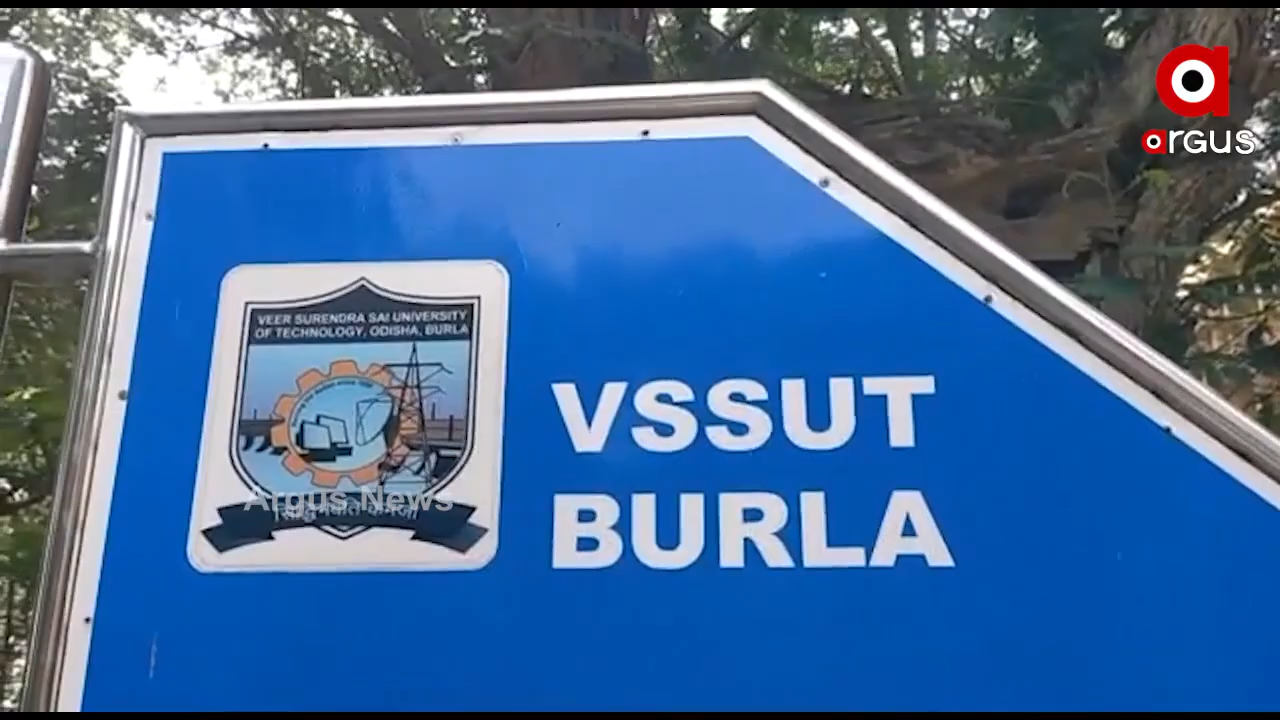 argus
VEER SURENDRA SAI UNIVERSITY
OF TECHNOLOGY, ODISHA, BURLA
VSSUT
BURLA
Argus News